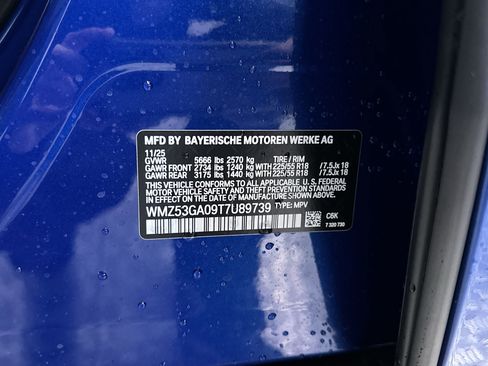 MFD BY BAYERISCHE MOTOREN WERKE AG
11/25
GVWR 5666 lbs 2570 kg TIRE / RIM
GAWR FRONT 2734 lbs 1240 kg WITH 225/55 R18 /7.5Jx18
GAWR REAR 3175 lbs 1440 kg WITH 225/55 R18 /7.5Jx18
THIS VEHICLE CONFORMS TO ALL APPLICABLE U.S. FEDERAL
MOTOR VEHICLE SAFETY AND THEFT PREVENTION STANDARDS
IN EFFECT ON THE DATE OF MANUFACTURE SHOWN ABOVE.
WMZ53GA09T7U89739 TYPE: MPV
C6K
7 320 730